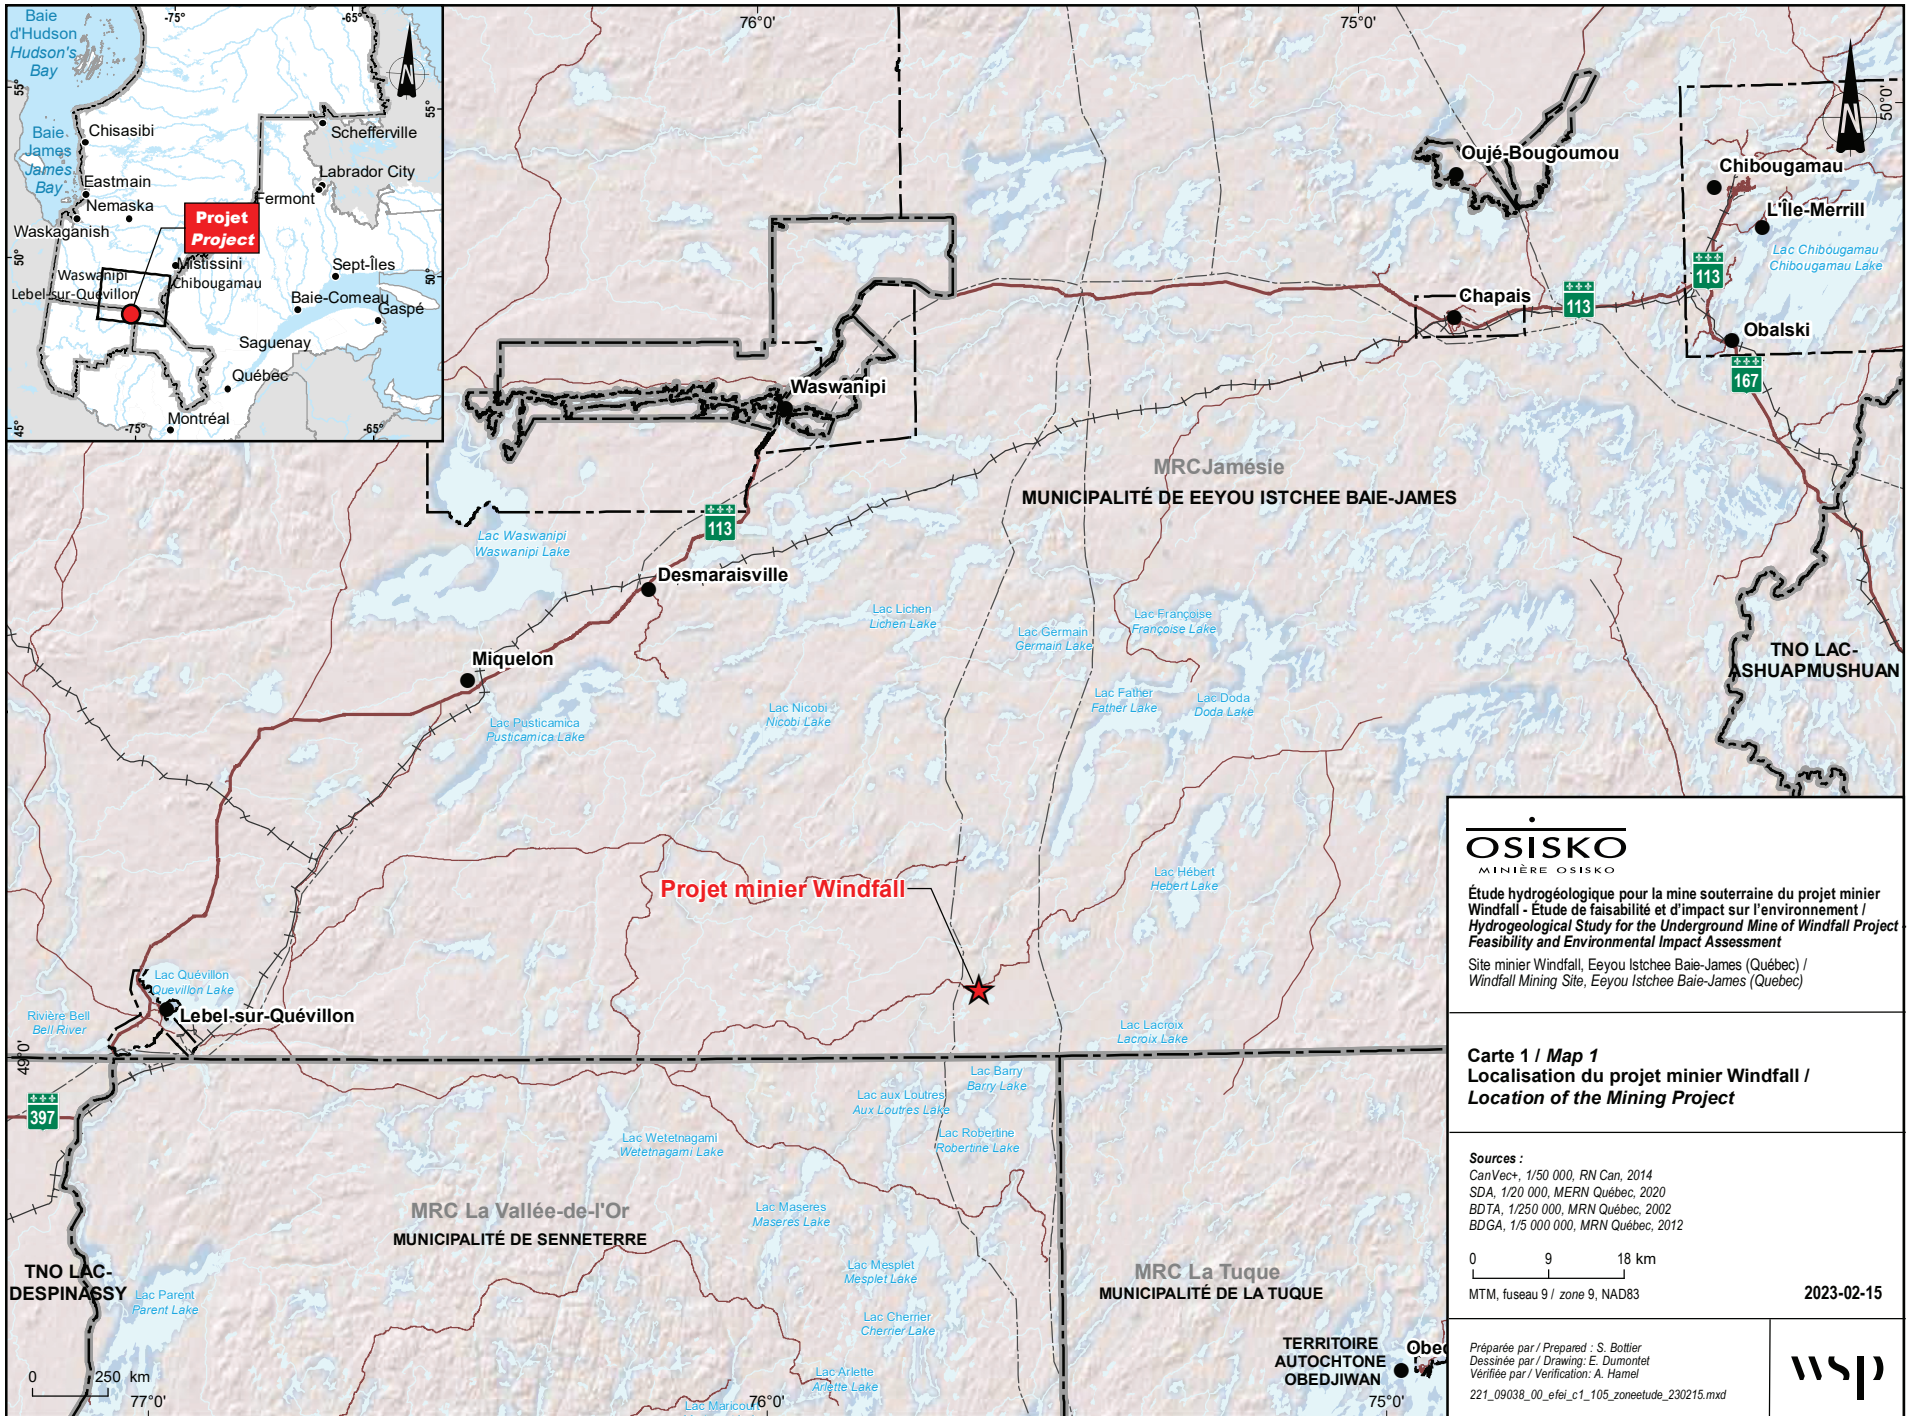 Baie
d'Hudson
Hudson's
Bay
-75°
-65°
N
55°
55°
Baie
James
James
Bay
Chisasibi
Schefferville
Eastmain
Labrador City
Nemaska
Fermont
Projet
Project
Waskaganish
50°
50°
Waswanipi
Mistissini
Sept-Îles
Lebel-sur-Quévillon
Chibougamau
Baie-Comeau
Gaspé
Saguenay
Québec
Montréal
45°
-75°
-65°
76°0'
75°0'
50°0'
N
Oujé-Bougoumou
Chibougamau
L'Île-Merrill
Lac Chibougamau
Chibougamau Lake
113
Chapais
113
Obalski
167
Waswanipi
MRCJamésie
MUNICIPALITÉ DE EEYOU ISTCHEE BAIE-JAMES
113
Lac Waswanipi
Waswanipi Lake
Desmaraisville
Lac Lichen
Lichen Lake
Lac Françoise
Françoise Lake
Lac Germain
Germain Lake
TNO LAC-
ASHUAPMUSHUAN
Miquelon
Lac Father
Father Lake
Lac Doda
Doda Lake
Lac Nicobi
Nicobi Lake
Lac Pusticamica
Pusticamica Lake
Projet minier Windfall
Lac Hébert
Hebert Lake
Lac Quévillon
Quevillon Lake
Rivière Bell
Bell River
Lebel-sur-Quévillon
Lac Lacroix
Lacroix Lake
49°0'
397
Lac Barry
Barry Lake
Lac aux Loutres
Aux Loutres Lake
Lac Robertine
Robertine Lake
Lac Wetetnagami
Wetetnagami Lake
MRC La Vallée-de-l'Or
MUNICIPALITÉ DE SENNETERRE
Lac Maseres
Maseres Lake
Lac Mesplet
Mesplet Lake
MRC La Tuque
MUNICIPALITÉ DE LA TUQUE
TNO LAC-
DESPINASSY
Lac Parent
Parent Lake
Lac Cherrier
Cherrier Lake
TERRITOIRE
AUTOCHTONE
OBEDJIWAN
Obed
Lac Arlette
Arlette Lake
Lac Maricourt
0 250 km
77°0'
76°0'
75°0'
OSISKO
MINIÈRE OSISKO
Étude hydrogéologique pour la mine souterraine du projet minier
Windfall - Étude de faisabilité et d'impact sur l'environnement /
Hydrogeological Study for the Underground Mine of Windfall Project -
Feasibility and Environmental Impact Assessment
Site minier Windfall, Eeyou Istchee Baie-James (Québec) /
Windfall Mining Site, Eeyou Istchee Baie-James (Quebec)
Carte 1 / Map 1
Localisation du projet minier Windfall /
Location of the Mining Project
Sources :
CanVec+, 1/50 000, RN Can, 2014
SDA, 1/20 000, MERN Québec, 2020
BDTA, 1/250 000, MRN Québec, 2002
BDGA, 1/5 000 000, MRN Québec, 2012
0 9 18 km
MTM, fuseau 9 / zone 9, NAD83
2023-02-15
Préparée par / Prepared : S. Bottier
Dessinée par / Drawing: E. Dumontet
Vérifiée par / Verification: A. Hamel
221_09038_00_efei_c1_105_zoneetude_230215.mxd
wsp